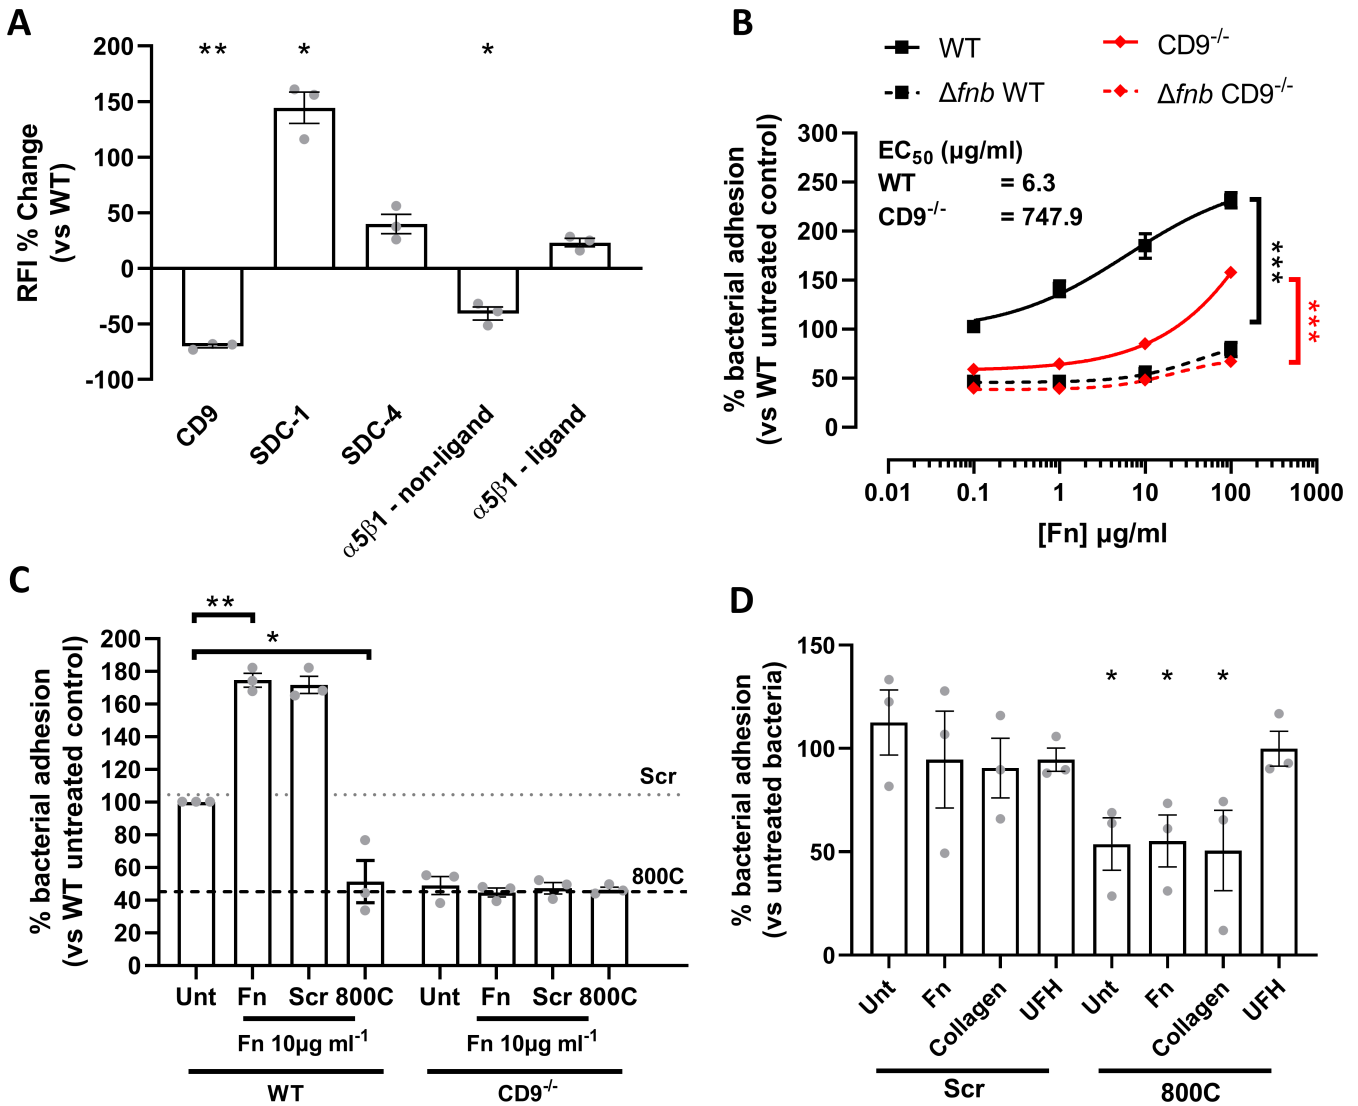 A
RFI % Change
(vs WT)
200
150
100
50
0
-50
-100
**
*
*
CD9
SDC-1
SDC-4
α5β1 - non-ligand
α5β1 - ligand
B
WT
CD9-/-
Δfnb WT
Δfnb CD9-/-
% bacterial adhesion
(vs WT untreated control)
300
250
200
150
100
50
0
EC50 (µg/ml)
WT = 6.3
CD9-/- = 747.9
***
***
0.01 0.1 1 10 100 1000
[Fn] µg/ml
C
% bacterial adhesion
(vs WT untreated control)
200
180
160
140
120
100
80
60
40
20
0
**
*
Scr
800C
Unt Fn Scr 800C Unt Fn Scr 800C
Fn 10µg ml-1 Fn 10µg ml-1
WT CD9-/-
D
% bacterial adhesion
(vs untreated bacteria)
150
100
50
0
* * *
Unt Fn Collagen UFH Unt Fn Collagen UFH
Scr 800C